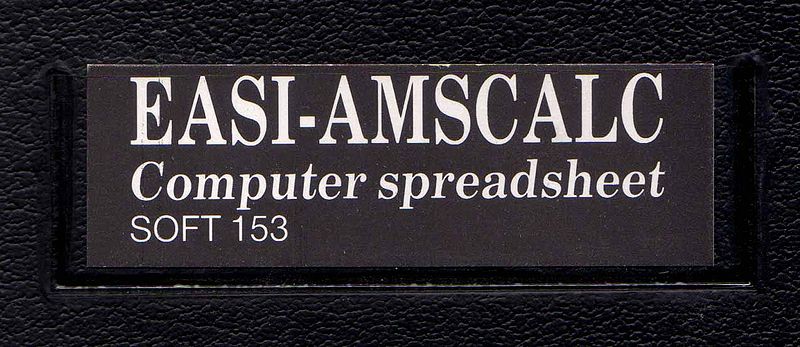 EASI-AMSCALC
Computer spreadsheet
SOFT 153